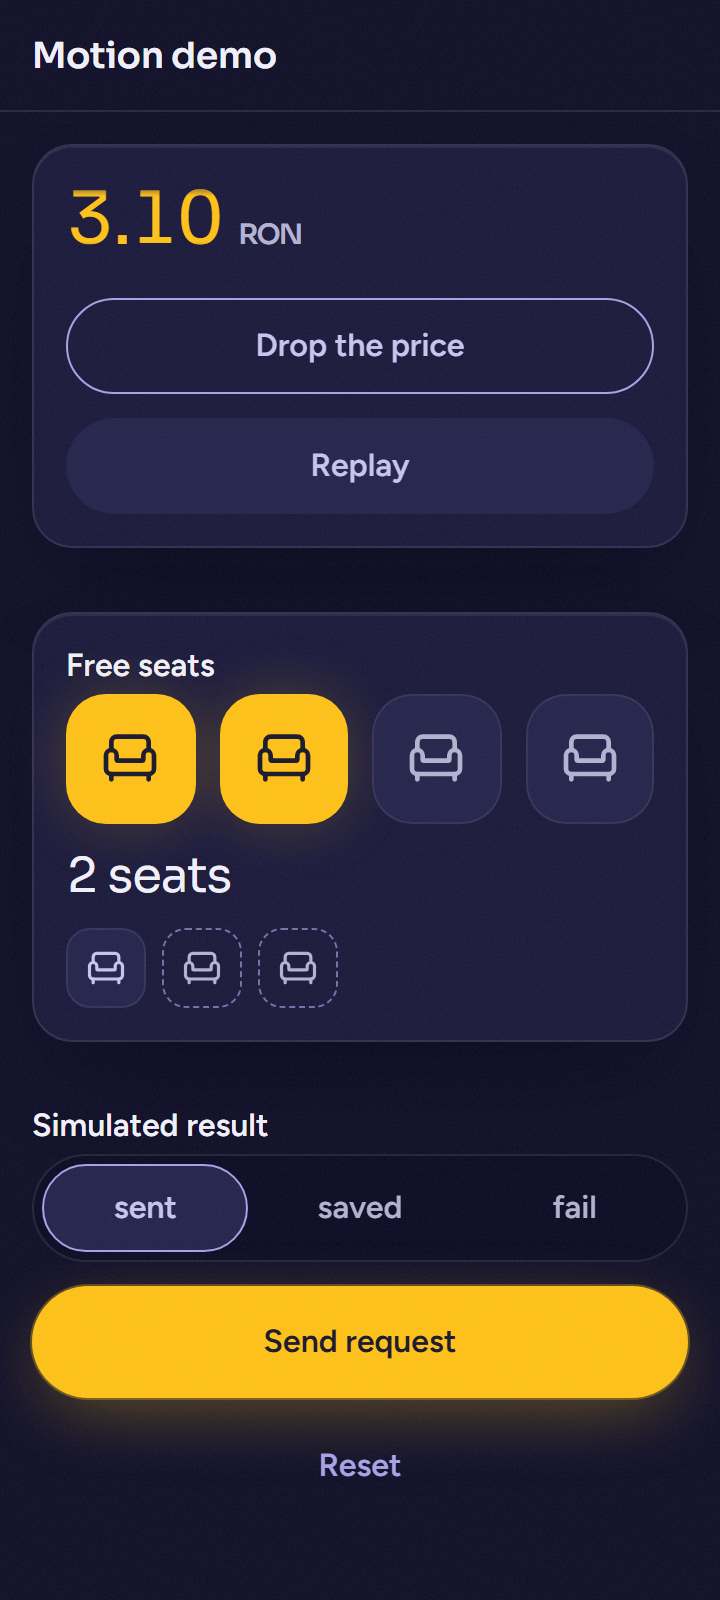 Motion demo
3.10 RON
Drop the price
Replay
Free seats
2 seats
Simulated result
sent saved fail
Send request
Reset